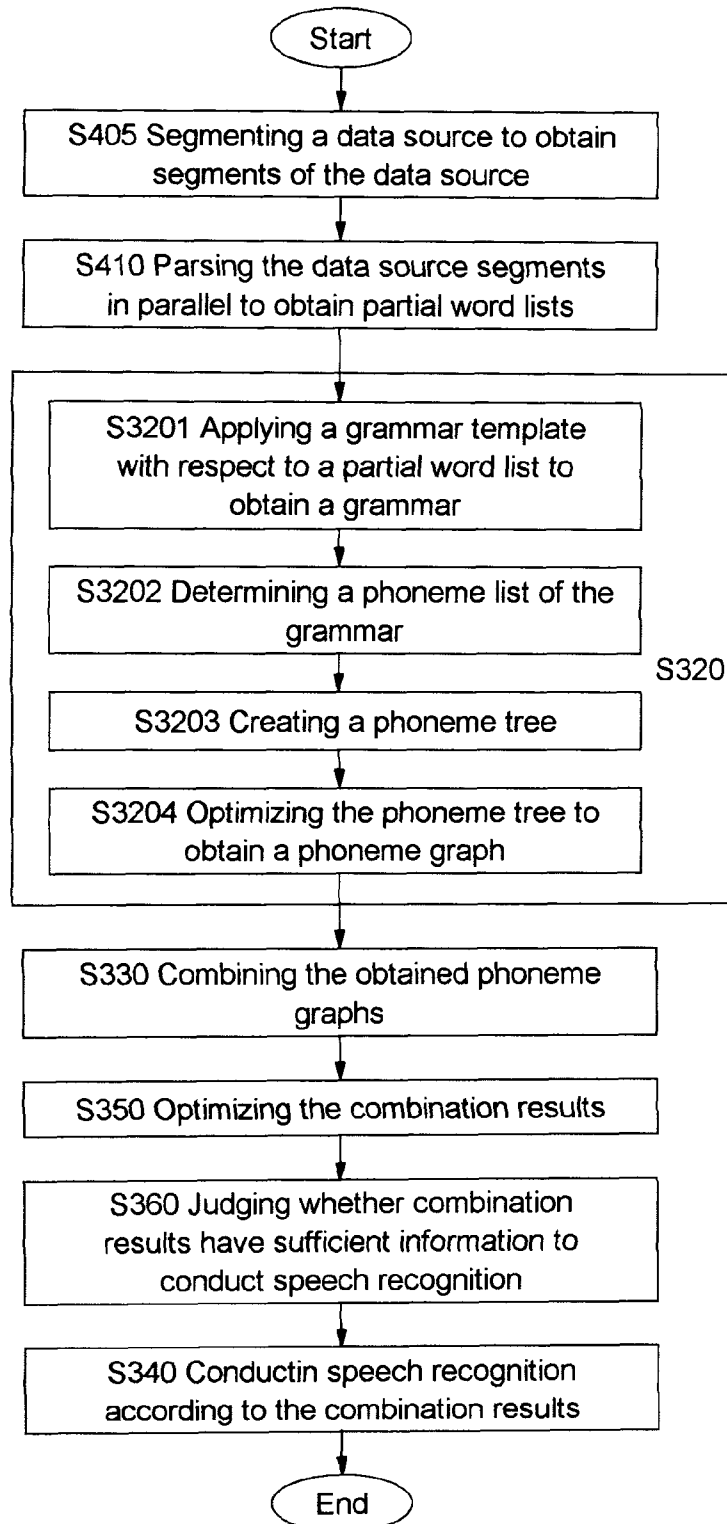 Start
S405 Segmenting a data source to obtain
segments of the data source
S410 Parsing the data source segments
in parallel to obtain partial word lists
S3201 Applying a grammar template
with respect to a partial word list to
obtain a grammar
S3202 Determining a phoneme list of the
grammar
S320
S3203 Creating a phoneme tree
S3204 Optimizing the phoneme tree to
obtain a phoneme graph
S330 Combining the obtained phoneme
graphs
S350 Optimizing the combination results
S360 Judging whether combination
results have sufficient information to
conduct speech recognition
S340 Conductin speech recognition
according to the combination results
End